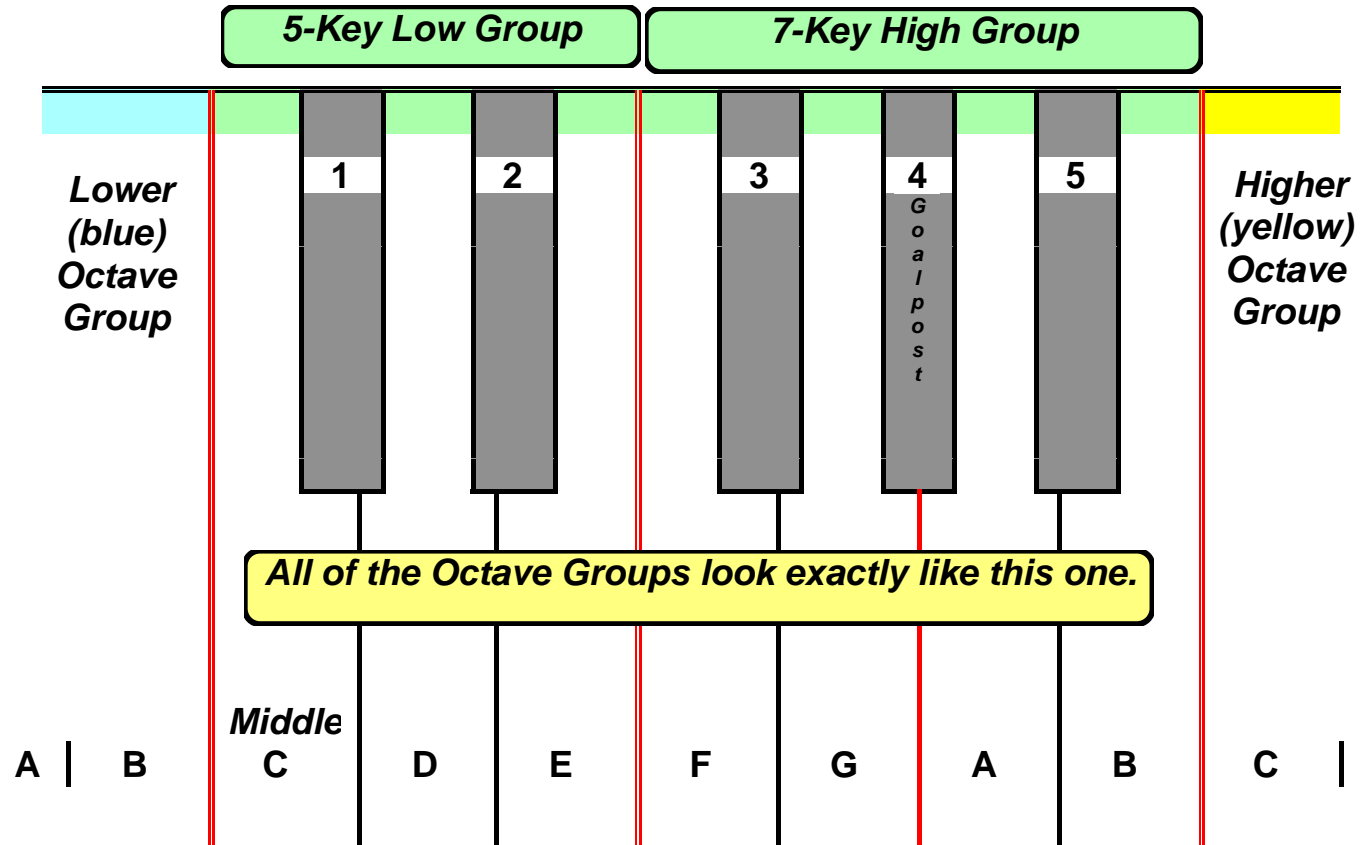 5-Key Low Group
7-Key High Group
1 2 3 4 5
Goalpost
Lower
(blue)
Octave
Group
Higher
(yellow)
Octave
Group
All of the Octave Groups look exactly like this one.
Middle
A B C D E F G A B C